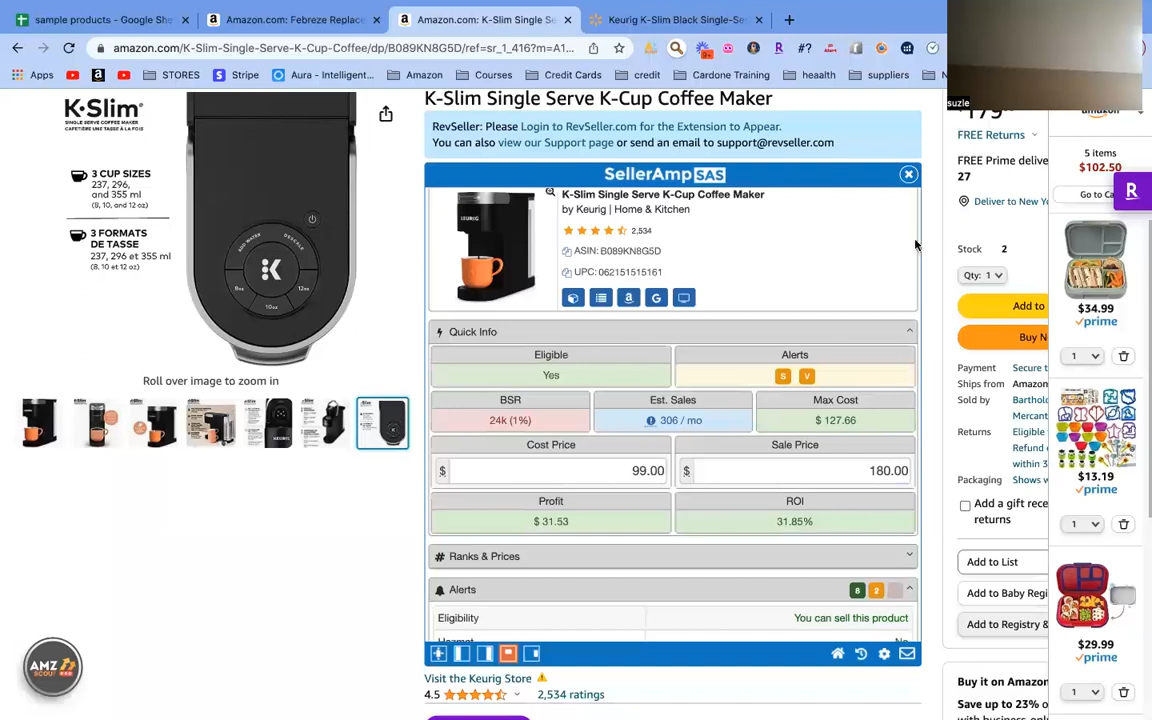 sample products - Google She
Amazon.com: Febreze Replace
Amazon.com: K-Slim Single Se
Keurig K-Slim Black Single-Se
amazon.com/K-Slim-Single-Serve-K-Cup-Coffee/dp/B089KN8G5D/ref=sr_1_416?m=A1...
Apps
STORES
Stripe
Aura - Intelligent...
Amazon
Courses
Credit Cards
credit
Cardone Training
heaalth
suppliers
suzie
K•Slim®
SINGLE SERVE COFFEE MAKER
CAFETIÈRE UNE TASSE À LA FOIS
3 CUP SIZES
237, 296,
and 355 ml
(8, 10, and 12 oz)
3 FORMATS
DE TASSE
237, 296 et 355 ml
(8, 10 et 12 oz)
ADD WATER
DESCALE
8oz
10oz
12oz
Roll over image to zoom in
AMZ
SCOUT
K-Slim Single Serve K-Cup Coffee Maker
RevSeller: Please Login to RevSeller.com for the Extension to Appear.
You can also view our Support page or send an email to support@revseller.com
SellerAmp SAS
K-Slim Single Serve K-Cup Coffee Maker
by Keurig | Home & Kitchen
2,534
ASIN: B089KN8G5D
UPC: 062151515161
Quick Info
Eligible
Alerts
Yes
S
V
BSR
Est. Sales
Max Cost
24k (1%)
306 / mo
$ 127.66
Cost Price
Sale Price
$ 99.00
$ 180.00
Profit
ROI
$ 31.53
31.85%
Ranks & Prices
Alerts
8
2
Eligibility
You can sell this product
Hazmat
No
Visit the Keurig Store
4.5
2,534 ratings
FREE Returns
FREE Prime delive
27
Deliver to New Yo
Stock 2
Qty: 1
Add to
Buy N
Payment Secure t
Ships from Amazon
Sold by Barthol
Mercant
Returns Eligible
Refund
within 3
Packaging Shows w
Add a gift rece
returns
Add to List
Add to Baby Regi
Add to Registry &
Buy it on Amazon
Save up to 23% o
5 items
$102.50
Go to Ca
R
$34.99
prime
1
$13.19
prime
1
$29.99
prime
1